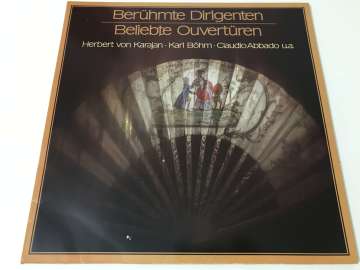 Berühmte Dirigenten
Beliebte Ouvertüren
Herbert von Karajan · Karl Böhm · Claudio Abbado u.a.